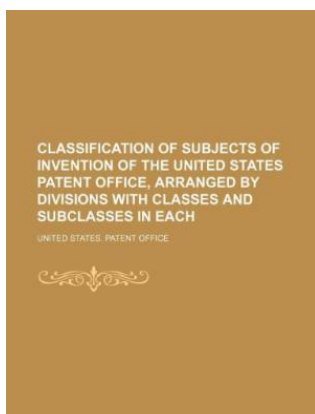 CLASSIFICATION OF SUBJECTS OF
INVENTION OF THE UNITED STATES
PATENT OFFICE, ARRANGED BY
DIVISIONS WITH CLASSES AND
SUBCLASSES IN EACH
UNITED STATES. PATENT OFFICE